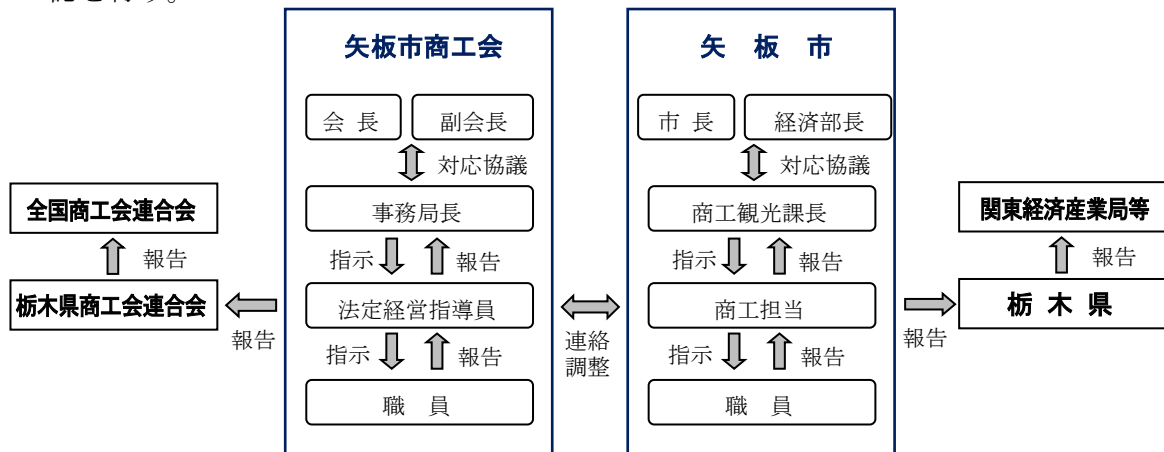 矢板市商工会
会 長
副会長
対応協議
事務局長
指示
報告
法定経営指導員
指示
報告
職 員
矢 板 市
市 長
経済部長
対応協議
商工観光課長
指示
報告
商工担当
指示
報告
職 員
連絡
調整
全国商工会連合会
報告
栃木県商工会連合会
報告
関東経済産業局等
報告
栃 木 県
報告